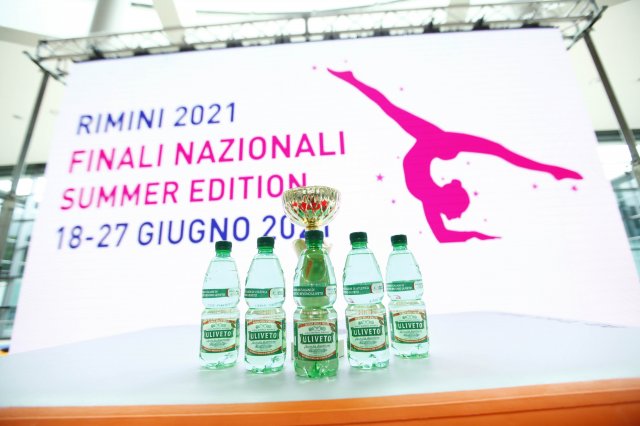 RIMINI 2021
FINALI NAZIONALI
SUMMER EDITION
18-27 GIUGNO
ULIVETO
ULIVETO
ULIVETO
ULIVETO
ULIVETO